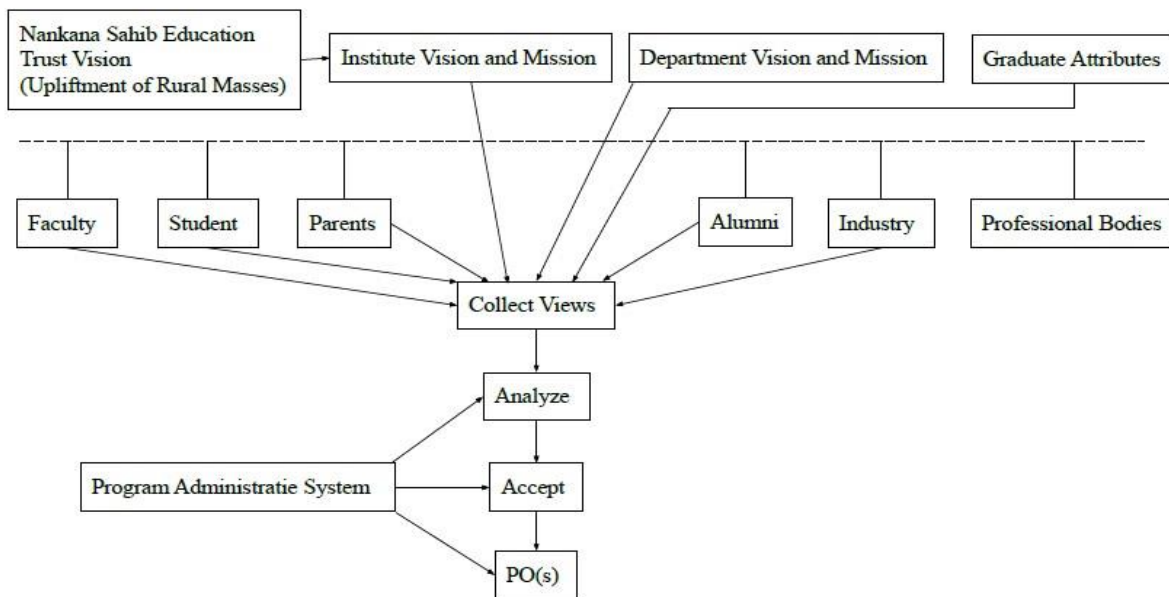 Nankana Sahib Education
Trust Vision
(Upliftment of Rural Masses)
Institute Vision and Mission
Department Vision and Mission
Graduate Attributes
Faculty
Student
Parents
Alumni
Industry
Professional Bodies
Collect Views
Analyze
Program Administratie System
Accept
PO(s)